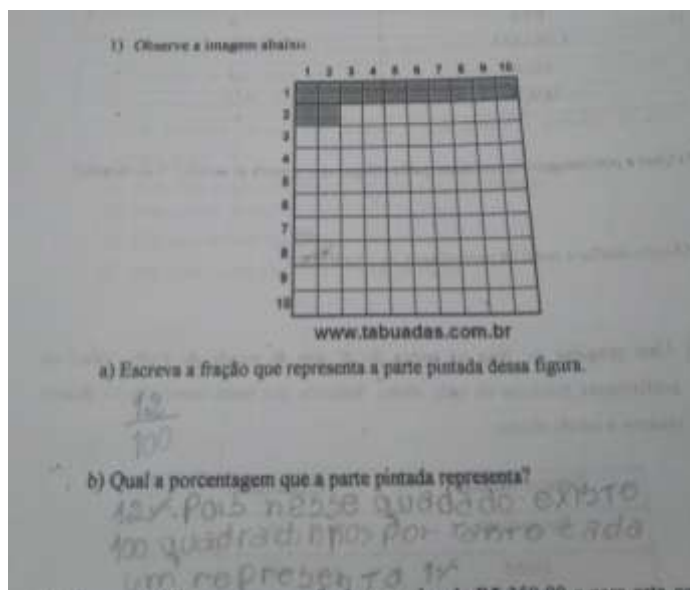 1) Observe a imagem abaixo
1 2 3 4 5 6 7 8 9 10
1
2
3
4
5
6
7
8
9
10
www.tabuadas.com.br
a) Escreva a fração que representa a parte pintada dessa figura.
12
100
b) Qual a porcentagem que a parte pintada representa?
12% Pois nesse quadado existe
100 quadradinhos por tanto cada
um representa 1%